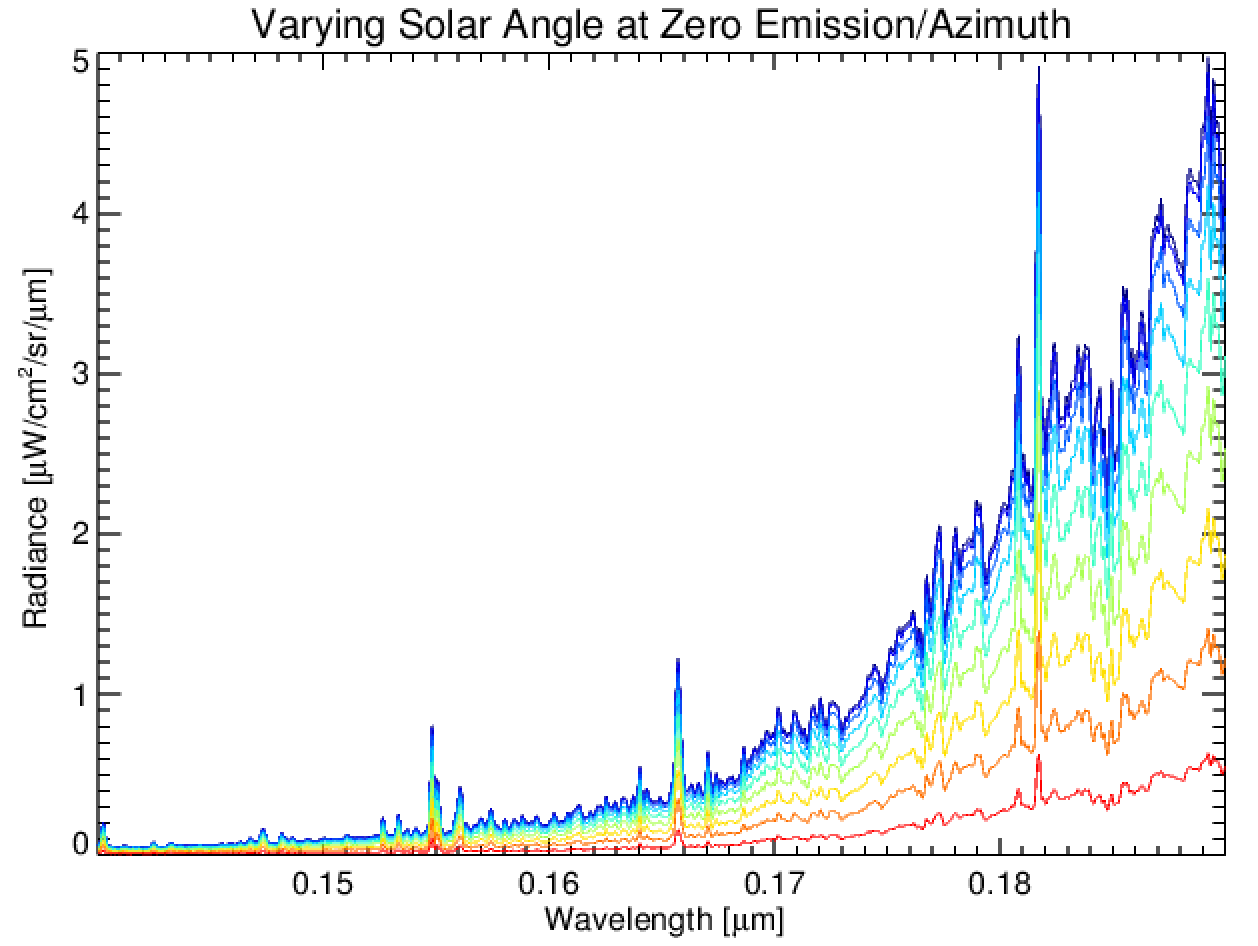 Varying Solar Angle at Zero Emission/Azimuth
5
4
3
2
1
0
Radiance [μW/cm²/sr/μm]
0.15 0.16 0.17 0.18
Wavelength [μm]